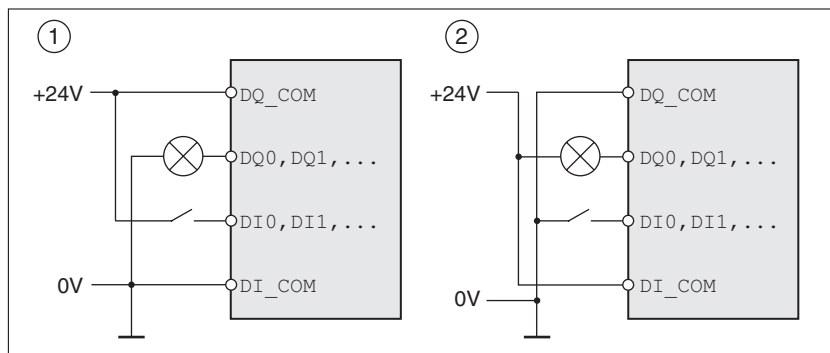 1
+24V
DQ_COM
DQ0,DQ1,...
DI0,DI1,...
0V
DI_COM
2
+24V
DQ_COM
DQ0,DQ1,...
DI0,DI1,...
DI_COM
0V